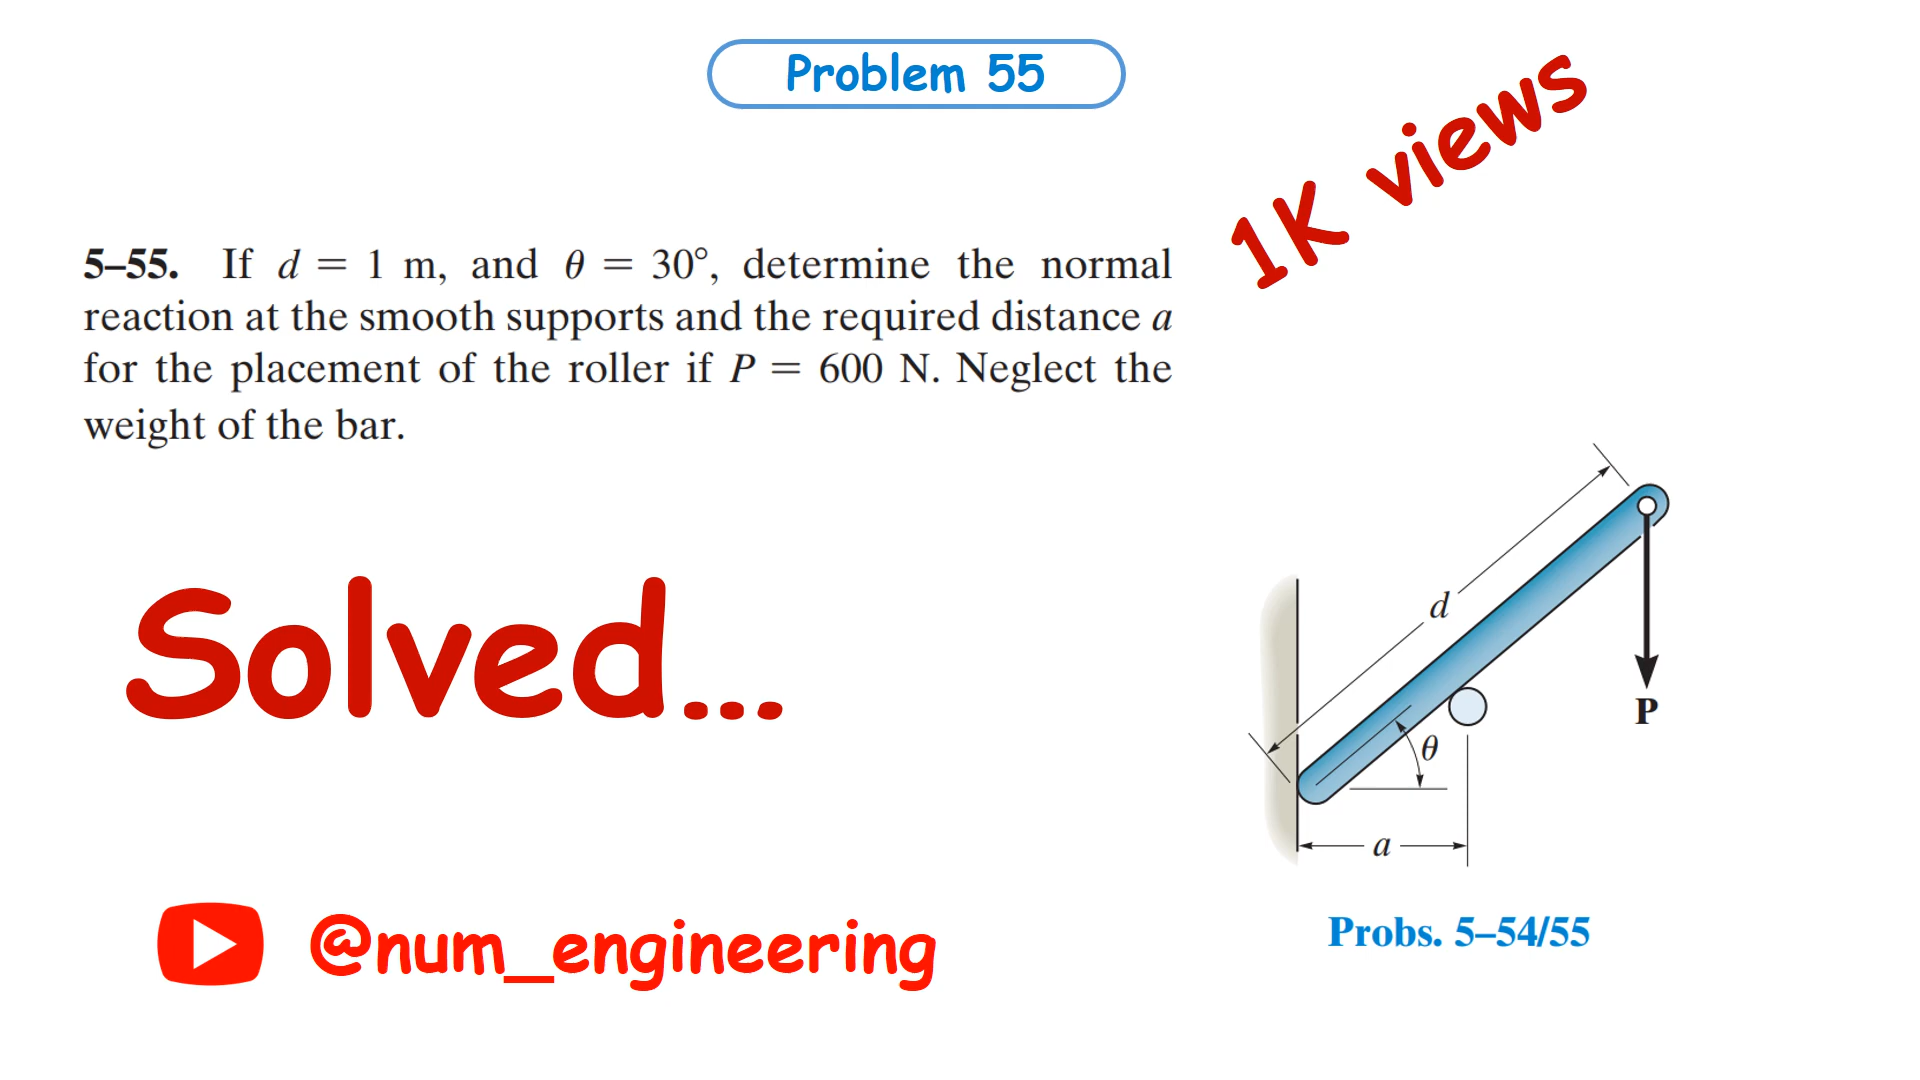 Problem 55
1K views
5–55. If d = 1 m, and θ = 30°, determine the normal
reaction at the smooth supports and the required distance a
for the placement of the roller if P = 600 N. Neglect the
weight of the bar.
d
Solved...
P
θ
a
Probs. 5–54/55
@num_engineering